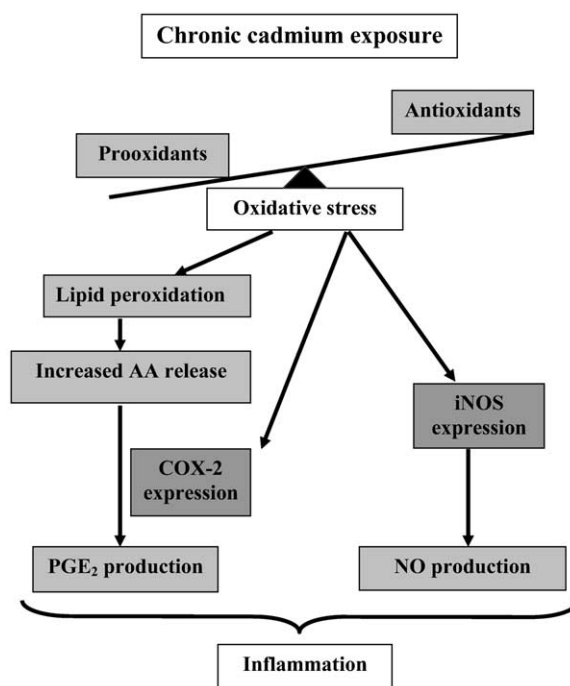 Chronic cadmium exposure
Antioxidants
Prooxidants
Oxidative stress
Lipid peroxidation
Increased AA release
iNOS
expression
COX-2
expression
PGE₂ production
NO production
Inflammation